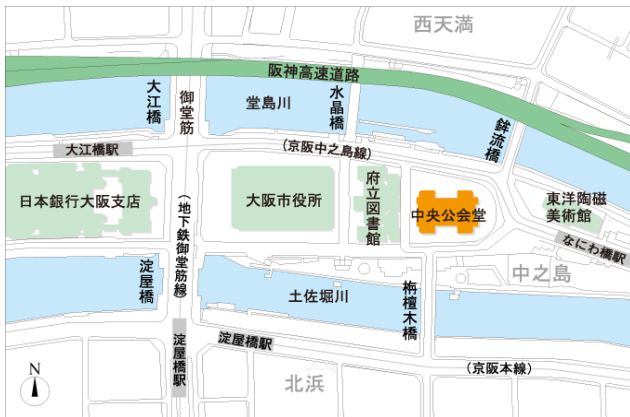 西天満
阪神高速道路
大江橋
御堂筋
堂島川
水晶橋
鉾流橋
大江橋駅
(京阪中之島線)
日本銀行大阪支店
(地下鉄御堂筋線)
大阪市役所
府立図書館
中央公会堂
東洋陶磁
美術館
なにわ橋駅
中之島
淀屋橋
土佐堀川
栴檀木橋
淀屋橋駅
淀屋橋駅
(京阪本線)
北浜
N